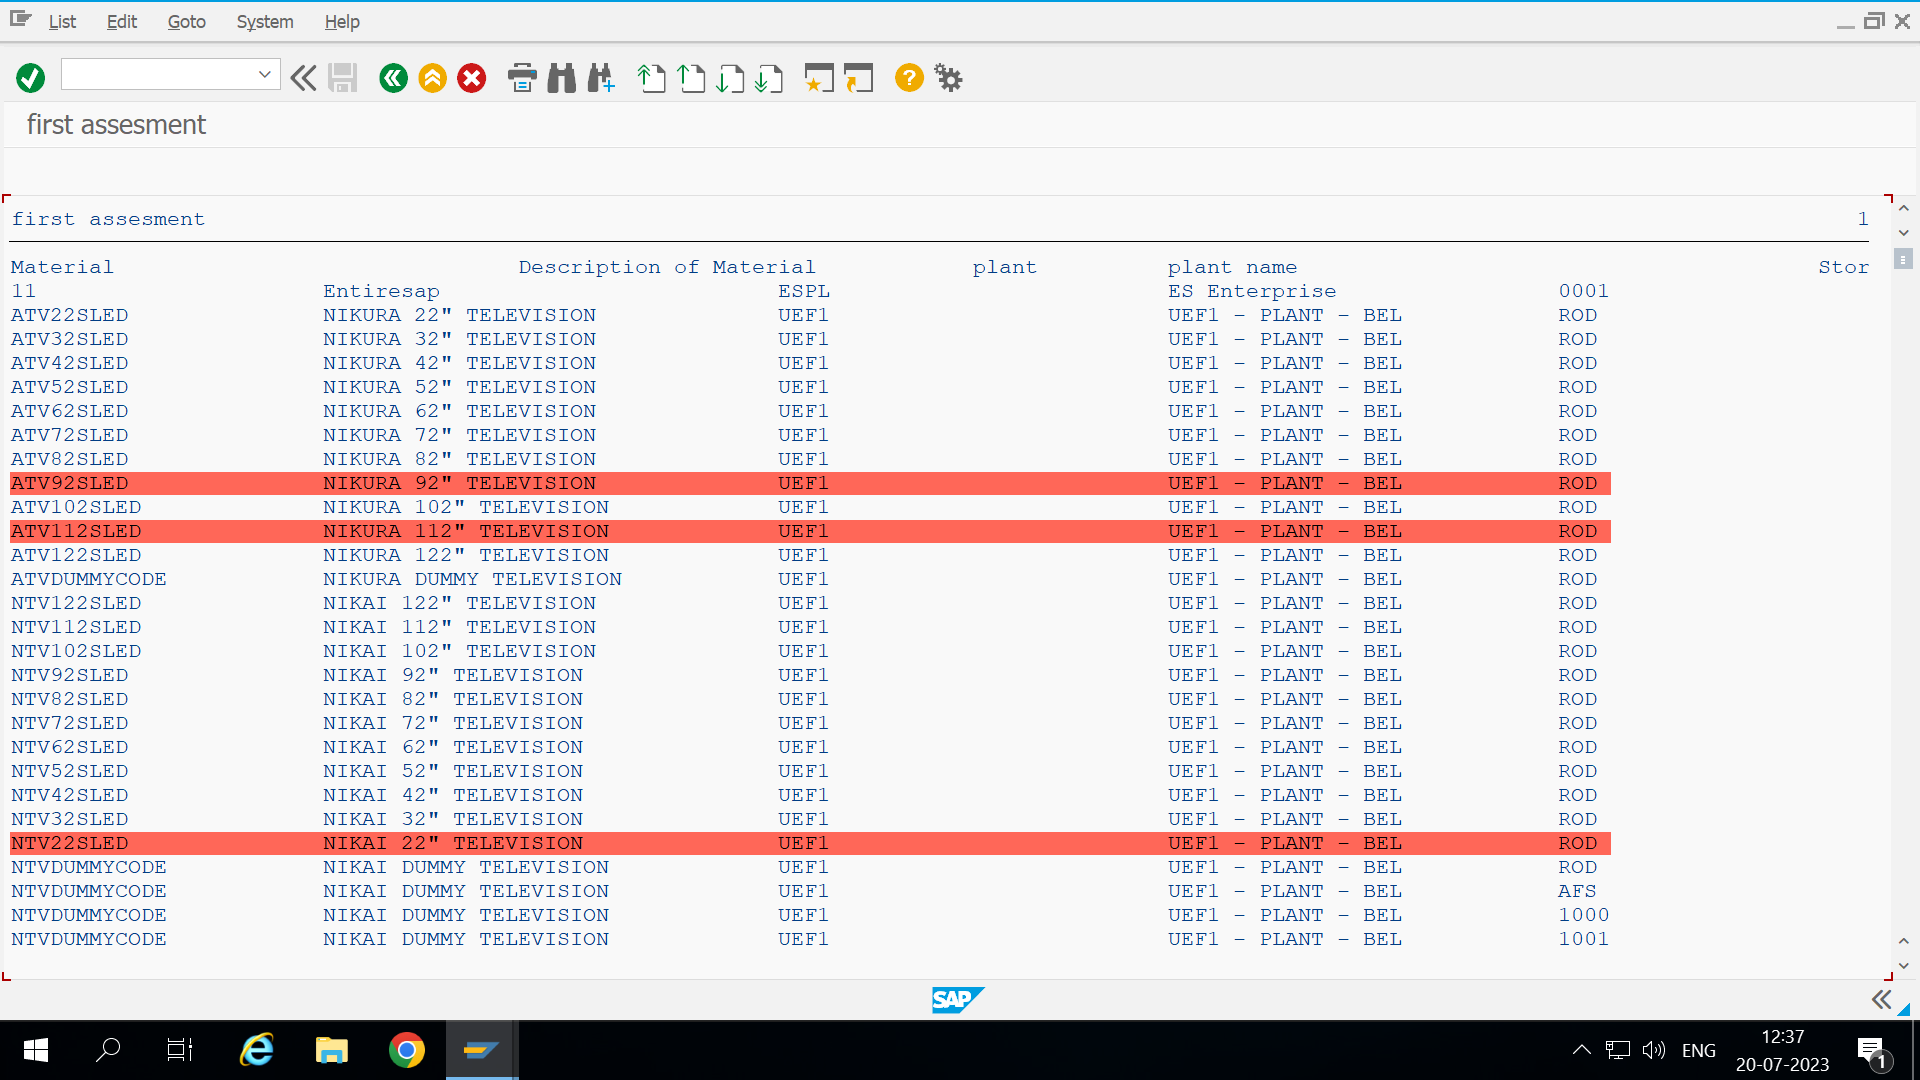 List Edit Goto System Help
first assesment
first assesment 1
Material Description of Material plant plant name Stor
11 Entiresap ESPL ES Enterprise 0001
ATV22SLED NIKURA 22" TELEVISION UEF1 UEF1 - PLANT - BEL ROD
ATV32SLED NIKURA 32" TELEVISION UEF1 UEF1 - PLANT - BEL ROD
ATV42SLED NIKURA 42" TELEVISION UEF1 UEF1 - PLANT - BEL ROD
ATV52SLED NIKURA 52" TELEVISION UEF1 UEF1 - PLANT - BEL ROD
ATV62SLED NIKURA 62" TELEVISION UEF1 UEF1 - PLANT - BEL ROD
ATV72SLED NIKURA 72" TELEVISION UEF1 UEF1 - PLANT - BEL ROD
ATV82SLED NIKURA 82" TELEVISION UEF1 UEF1 - PLANT - BEL ROD
ATV92SLED NIKURA 92" TELEVISION UEF1 UEF1 - PLANT - BEL ROD
ATV102SLED NIKURA 102" TELEVISION UEF1 UEF1 - PLANT - BEL ROD
ATV112SLED NIKURA 112" TELEVISION UEF1 UEF1 - PLANT - BEL ROD
ATV122SLED NIKURA 122" TELEVISION UEF1 UEF1 - PLANT - BEL ROD
ATVDUMMYCODE NIKURA DUMMY TELEVISION UEF1 UEF1 - PLANT - BEL ROD
NTV122SLED NIKAI 122" TELEVISION UEF1 UEF1 - PLANT - BEL ROD
NTV112SLED NIKAI 112" TELEVISION UEF1 UEF1 - PLANT - BEL ROD
NTV102SLED NIKAI 102" TELEVISION UEF1 UEF1 - PLANT - BEL ROD
NTV92SLED NIKAI 92" TELEVISION UEF1 UEF1 - PLANT - BEL ROD
NTV82SLED NIKAI 82" TELEVISION UEF1 UEF1 - PLANT - BEL ROD
NTV72SLED NIKAI 72" TELEVISION UEF1 UEF1 - PLANT - BEL ROD
NTV62SLED NIKAI 62" TELEVISION UEF1 UEF1 - PLANT - BEL ROD
NTV52SLED NIKAI 52" TELEVISION UEF1 UEF1 - PLANT - BEL ROD
NTV42SLED NIKAI 42" TELEVISION UEF1 UEF1 - PLANT - BEL ROD
NTV32SLED NIKAI 32" TELEVISION UEF1 UEF1 - PLANT - BEL ROD
NTV22SLED NIKAI 22" TELEVISION UEF1 UEF1 - PLANT - BEL ROD
NTVDUMMYCODE NIKAI DUMMY TELEVISION UEF1 UEF1 - PLANT - BEL ROD
NTVDUMMYCODE NIKAI DUMMY TELEVISION UEF1 UEF1 - PLANT - BEL AFS
NTVDUMMYCODE NIKAI DUMMY TELEVISION UEF1 UEF1 - PLANT - BEL 1000
NTVDUMMYCODE NIKAI DUMMY TELEVISION UEF1 UEF1 - PLANT - BEL 1001
SAP
ENG 12:37 1
20-07-2023